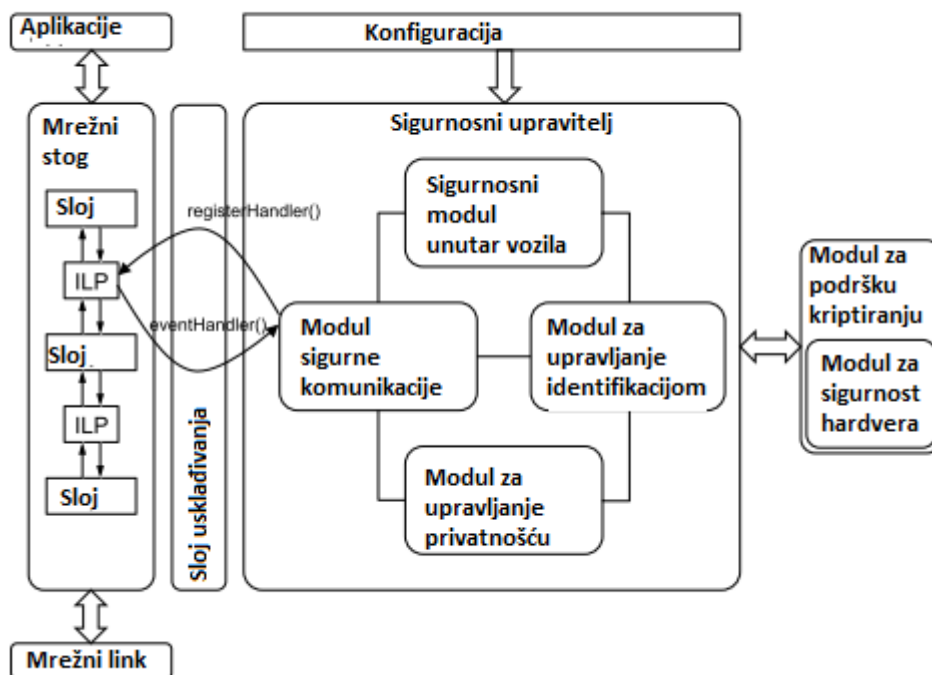 Aplikacije
Konfiguracija
Mrežni
stog
Sloj
ILP
Sloj
ILP
Sloj
Mrežni link
Sloj usklađivanja
registerHandler()
eventHandler()
Sigurnosni upravitelj
Sigurnosni
modul
unutar vozila
Modul
sigurne
komunikacije
Modul za
upravljanje
identifikacijom
Modul za
upravljanje
privatnošću
Modul za
podršku
kriptiranju
Modul za
sigurnost
hardvera